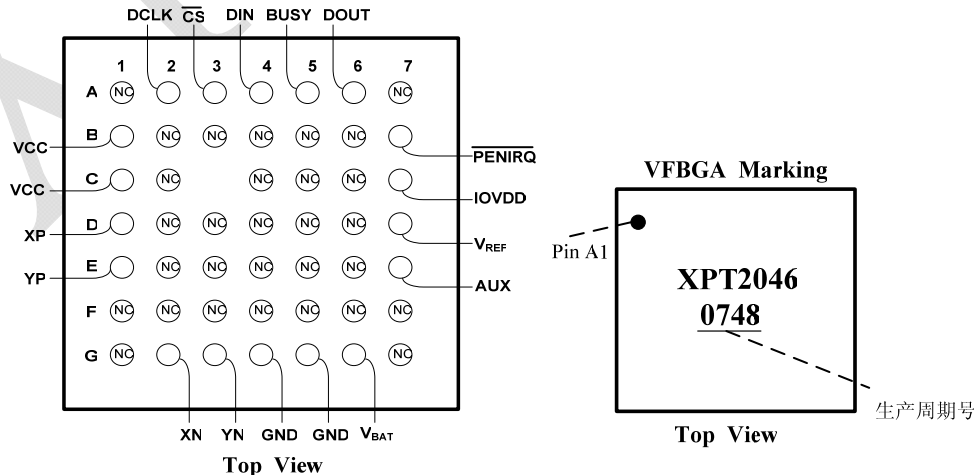 DCLK C̅S̅ DIN BUSY DOUT
1 2 3 4 5 6 7
A NC NC
B NC NC NC NC NC
VCC
P̅E̅N̅I̅R̅Q̅
C NC NC NC NC
VCC
IOVDD
D NC NC NC NC NC
XP
VREF
E NC NC NC NC NC
YP
AUX
F NC NC NC NC NC NC NC
G NC NC
XN YN GND GND VBAT
Top View
VFBGA Marking
Pin A1
XPT2046
0748
生产周期号
Top View